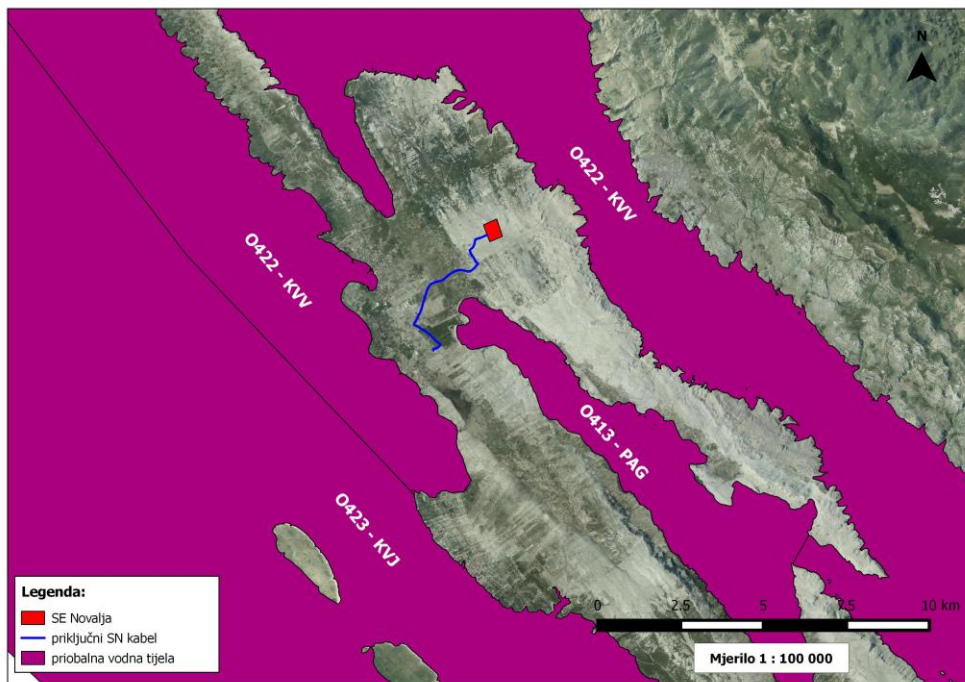 N
O422 - KVV
O422 - KVV
O413 - PAG
O423 - KVJ
Legenda:
SE Novalja
priključni SN kabel
priobalna vodna tijela
0 2.5 5 7.5 10 km
Mjerilo 1 : 100 000